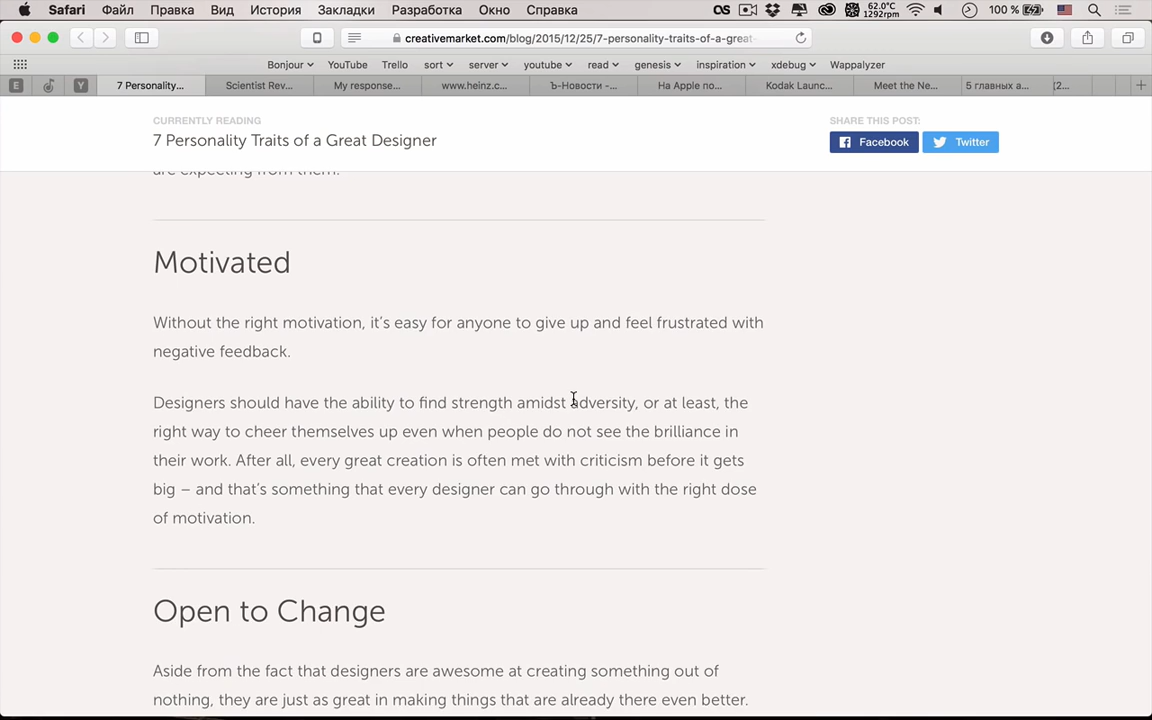 Safari Файл Правка Вид История Закладки Разработка Окно Справка 62.0°C 1292rpm 100 %
creativemarket.com/blog/2015/12/25/7-personality-traits-of-a-great-
Bonjour YouTube Trello sort server youtube read genesis inspiration xdebug Wappalyzer
E Y 7 Personality... Scientist Rev... My response... www.heinz.c... Ъ-Новости -... На Apple по... Kodak Launc... Meet the Ne... 5 главных а... (2...
CURRENTLY READING SHARE THIS POST:
7 Personality Traits of a Great Designer Facebook Twitter
are expecting from them.
Motivated
Without the right motivation, it's easy for anyone to give up and feel frustrated with
negative feedback.
Designers should have the ability to find strength amidst adversity, or at least, the
right way to cheer themselves up even when people do not see the brilliance in
their work. After all, every great creation is often met with criticism before it gets
big – and that's something that every designer can go through with the right dose
of motivation.
Open to Change
Aside from the fact that designers are awesome at creating something out of
nothing, they are just as great in making things that are already there even better.